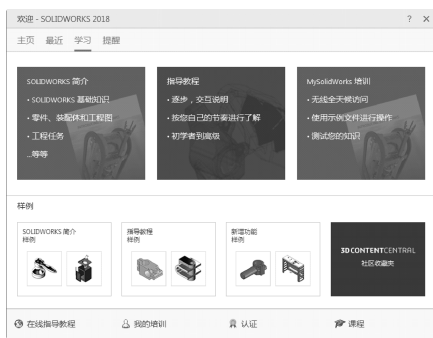 欢迎 - SOLIDWORKS 2018
? ×
主页 最近 学习 提醒
SOLIDWORKS 简介
• SOLIDWORKS 基础知识
• 零件、装配体和工程图
• 工程任务
...等等
指导教程
• 逐步，交互说明
• 按您自己的节奏进行了解
• 初学者到高级
MySolidWorks 培训
• 无线全天候访问
• 使用示例文件进行操作
• 测试您的知识
样例
SOLIDWORKS 简介
样例
指导教程
样例
新增功能
样例
3DCONTENTCENTRAL
社区收藏夹
在线指导教程 我的培训 认证 课程